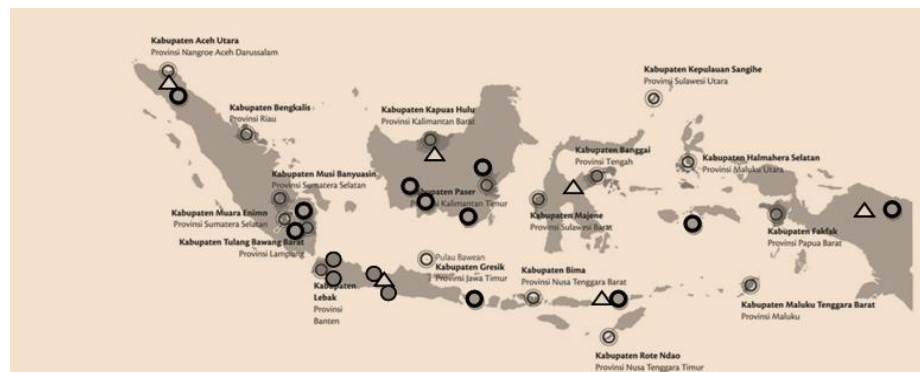 Kabupaten Aceh Utara
Provinsi Nangroe Aceh Darussalam
Kabupaten Kepulauan Sangihe
Provinsi Sulawesi Utara
Kabupaten Bengkalis
Provinsi Riau
Kabupaten Kapuas Hulu
Provinsi Kalimantan Barat
Kabupaten Banggai
Provinsi Tengah
Kabupaten Halmahera Selatan
Provinsi Maluku Utara
Kabupaten Musi Banyuasin
Provinsi Sumatera Selatan
Kabupaten Paser
Provinsi Kalimantan Timur
Kabupaten Muara Enimn
Provinsi Sumatera Selatan
Kabupaten Majene
Provinsi Sulawesi Barat
Kabupaten Fakfak
Provinsi Papua Barat
Kabupaten Tulang Bawang Barat
Provinsi Lampung
Pulau Bawean
Kabupaten Gresik
Provinsi Jawa Timur
Kabupaten Bima
Provinsi Nusa Tenggara Barat
Kabupaten
Lebak
Provinsi
Banten
Kabupaten Maluku Tenggara Barat
Provinsi Maluku
Kabupaten Rote Ndao
Provinsi Nusa Tenggara Timur